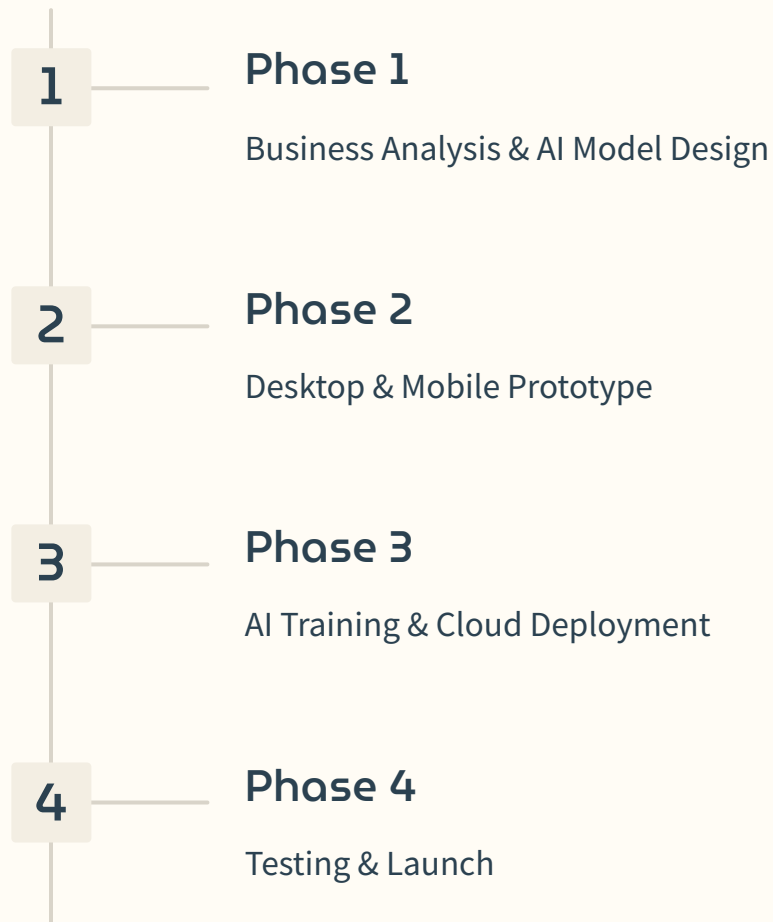 1
Phase 1
Business Analysis & AI Model Design
2
Phase 2
Desktop & Mobile Prototype
3
Phase 3
AI Training & Cloud Deployment
4
Phase 4
Testing & Launch